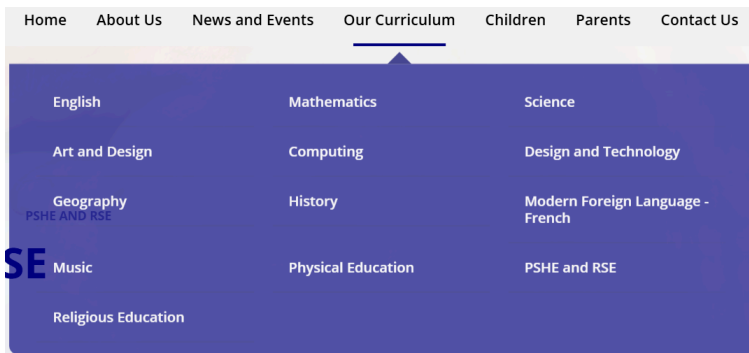 Home About Us News and Events Our Curriculum Children Parents Contact Us
English Mathematics Science
Art and Design Computing Design and Technology
Geography History Modern Foreign Language -
French
PSHE AND RSE
SE
Music Physical Education PSHE and RSE
Religious Education